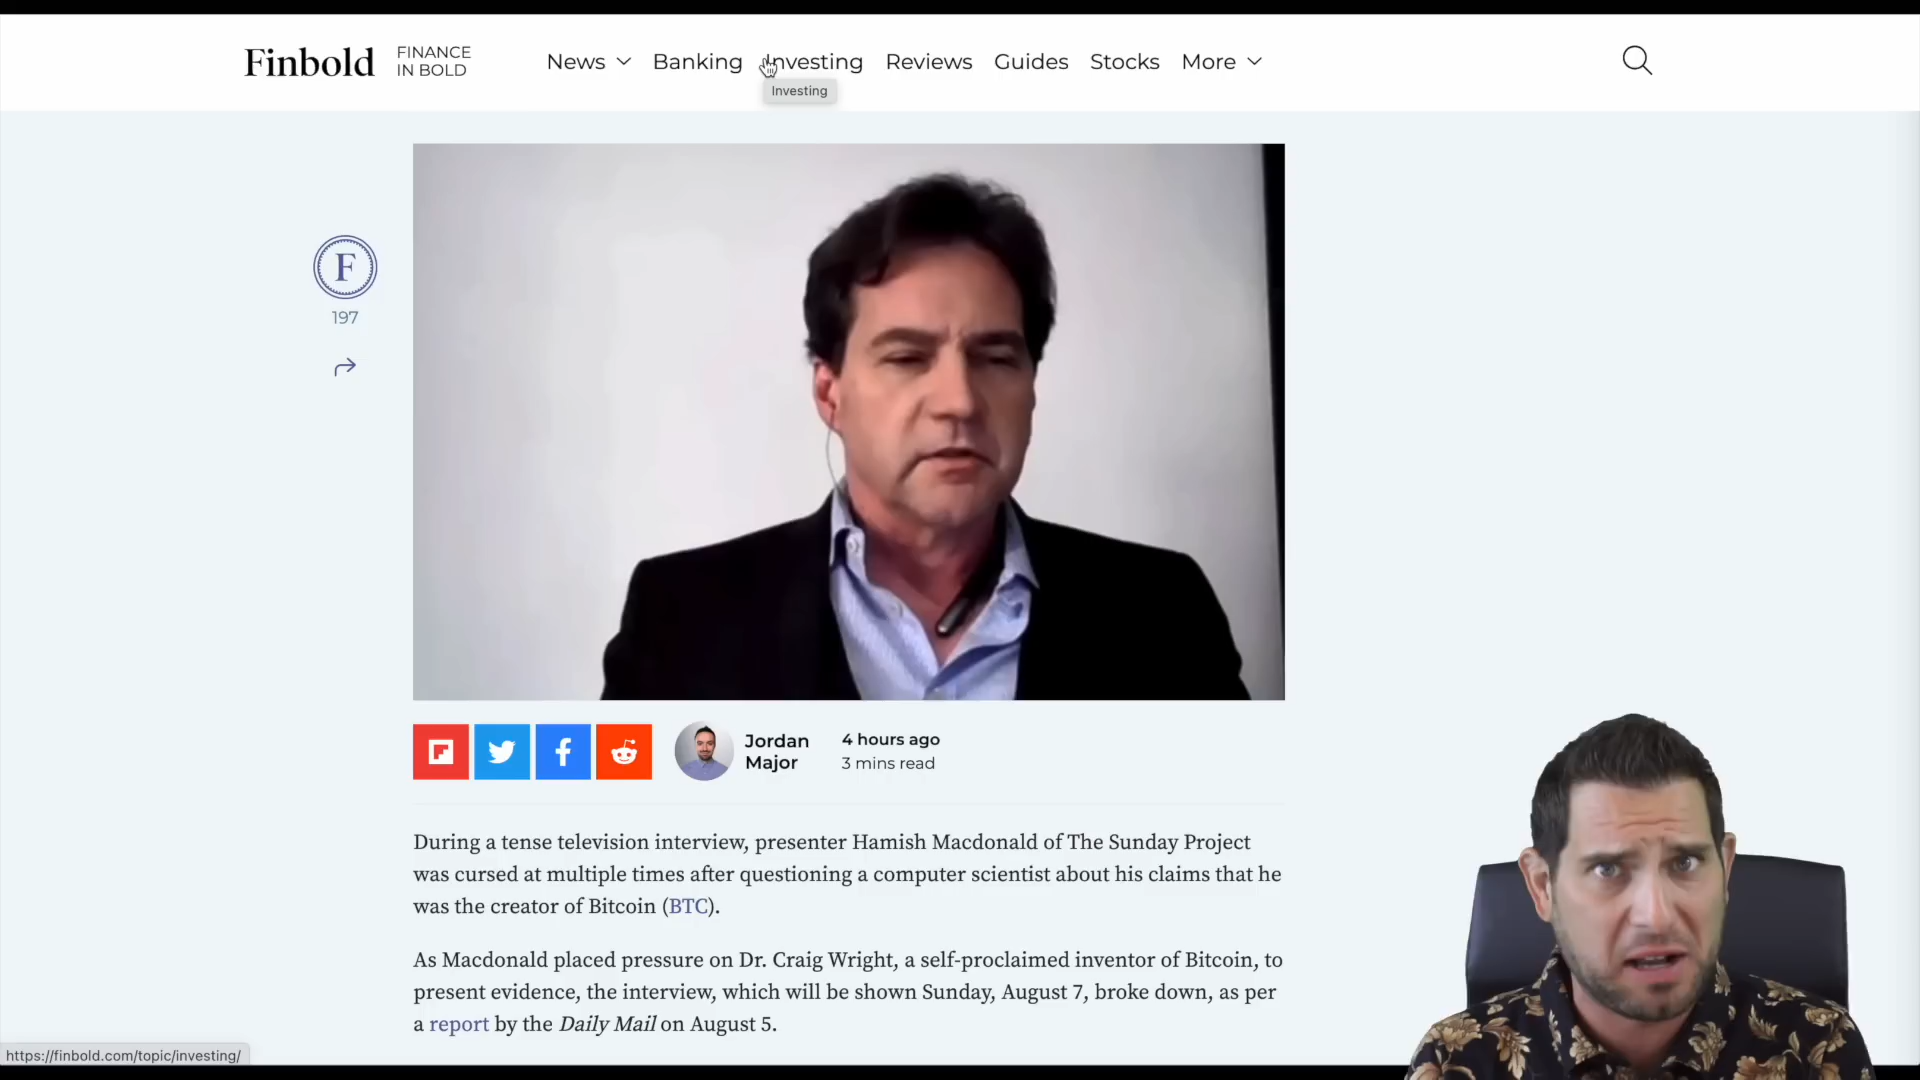 Finbold
FINANCE
IN BOLD
News
Banking
Investing
Reviews
Guides
Stocks
More
Investing
F
197
Jordan
Major
4 hours ago
3 mins read
During a tense television interview, presenter Hamish Macdonald of The Sunday Project
was cursed at multiple times after questioning a computer scientist about his claims that he
was the creator of Bitcoin (BTC).
As Macdonald placed pressure on Dr. Craig Wright, a self-proclaimed inventor of Bitcoin, to
present evidence, the interview, which will be shown Sunday, August 7, broke down, as per
a report by the Daily Mail on August 5.
https://finbold.com/topic/investing/